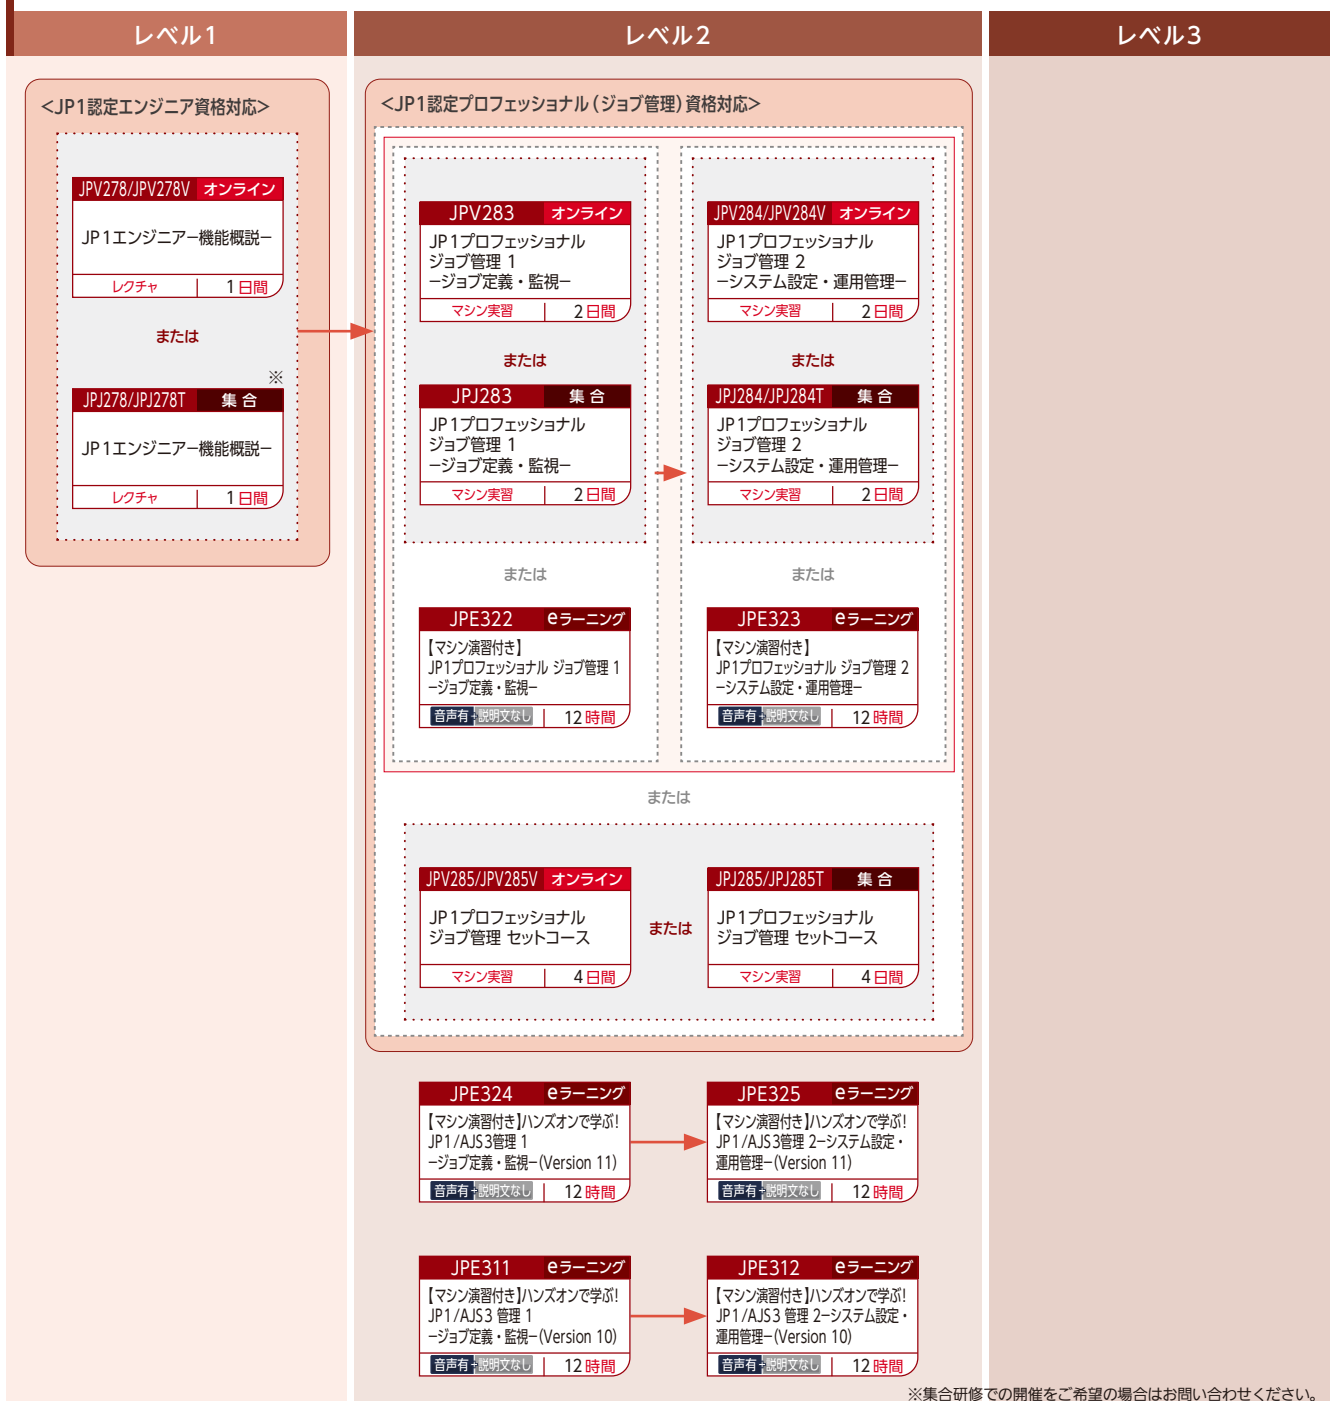 レベル1
レベル2
レベル3
<JP1認定エンジニア資格対応>
JPV278/JPV278V オンライン
JP1エンジニアー機能概説ー
レクチャ 1日間
または
※
JPJ278/JPJ278T 集合
JP1エンジニアー機能概説ー
レクチャ 1日間
<JP1認定プロフェッショナル(ジョブ管理)資格対応>
JPV283 オンライン
JP1プロフェッショナル
ジョブ管理 1
ージョブ定義・監視ー
マシン実習 2日間
または
JPJ283 集合
JP1プロフェッショナル
ジョブ管理 1
ージョブ定義・監視ー
マシン実習 2日間
または
JPE322 eラーニング
【マシン演習付き】
JP1プロフェッショナル ジョブ管理 1
ージョブ定義・監視ー
音声有+説明文なし 12時間
JPV284/JPV284V オンライン
JP1プロフェッショナル
ジョブ管理 2
ーシステム設定・運用管理ー
マシン実習 2日間
または
JPJ284/JPJ284T 集合
JP1プロフェッショナル
ジョブ管理 2
ーシステム設定・運用管理ー
マシン実習 2日間
または
JPE323 eラーニング
【マシン演習付き】
JP1プロフェッショナル ジョブ管理 2
ーシステム設定・運用管理ー
音声有+説明文なし 12時間
または
JPV285/JPV285V オンライン
JP1プロフェッショナル
ジョブ管理 セットコース
マシン実習 4日間
または
JPJ285/JPJ285T 集合
JP1プロフェッショナル
ジョブ管理 セットコース
マシン実習 4日間
JPE324 eラーニング
【マシン演習付き】ハンズオンで学ぶ!
JP1/AJS3管理 1
ージョブ定義・監視ー(Version 11)
音声有+説明文なし 12時間
JPE325 eラーニング
【マシン演習付き】ハンズオンで学ぶ!
JP1/AJS3管理 2ーシステム設定・
運用管理ー(Version 11)
音声有+説明文なし 12時間
JPE311 eラーニング
【マシン演習付き】ハンズオンで学ぶ!
JP1/AJS3 管理 1
ージョブ定義・監視ー(Version 10)
音声有+説明文なし 12時間
JPE312 eラーニング
【マシン演習付き】ハンズオンで学ぶ!
JP1/AJS3 管理 2ーシステム設定・
運用管理ー(Version 10)
音声有+説明文なし 12時間
※集合研修での開催をご希望の場合はお問い合わせください。